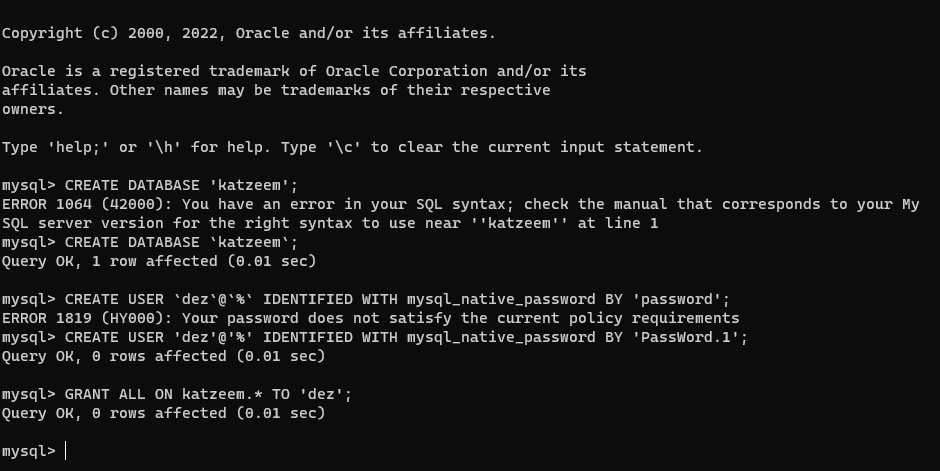 Copyright (c) 2000, 2022, Oracle and/or its affiliates.
Oracle is a registered trademark of Oracle Corporation and/or its
affiliates. Other names may be trademarks of their respective
owners.
Type 'help;' or '\h' for help. Type '\c' to clear the current input statement.
mysql> CREATE DATABASE 'katzeem';
ERROR 1064 (42000): You have an error in your SQL syntax; check the manual that corresponds to your My
SQL server version for the right syntax to use near ''katzeem'' at line 1
mysql> CREATE DATABASE `katzeem`;
Query OK, 1 row affected (0.01 sec)
mysql> CREATE USER `dez`@`%` IDENTIFIED WITH mysql_native_password BY 'password';
ERROR 1819 (HY000): Your password does not satisfy the current policy requirements
mysql> CREATE USER 'dez'@'%' IDENTIFIED WITH mysql_native_password BY 'PassWord.1';
Query OK, 0 rows affected (0.01 sec)
mysql> GRANT ALL ON katzeem.* TO 'dez';
Query OK, 0 rows affected (0.01 sec)
mysql>